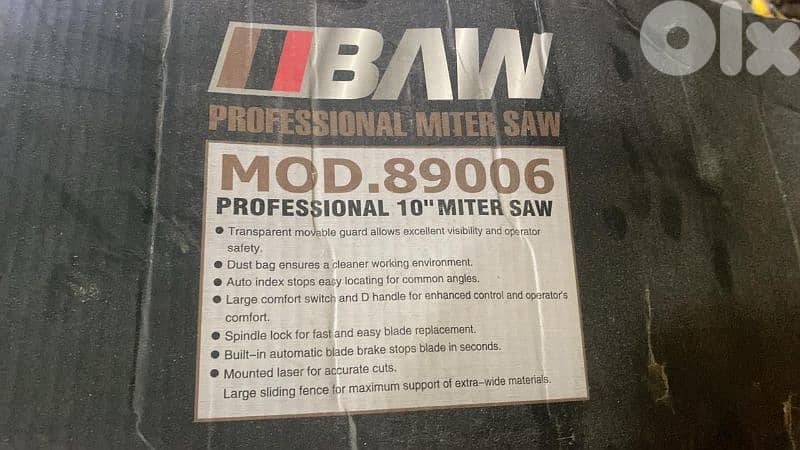 OLX
BAW
PROFESSIONAL MITER SAW
MOD.89006
PROFESSIONAL 10" MITER SAW
● Transparent movable guard allows excellent visibility and operator
safety.
● Dust bag ensures a cleaner working environment.
● Auto index stops easy locating for common angles.
● Large comfort switch and D handle for enhanced control and operator's
comfort.
● Spindle lock for fast and easy blade replacement.
● Built-in automatic blade brake stops blade in seconds.
● Mounted laser for accurate cuts.
Large sliding fence for maximum support of extra-wide materials.